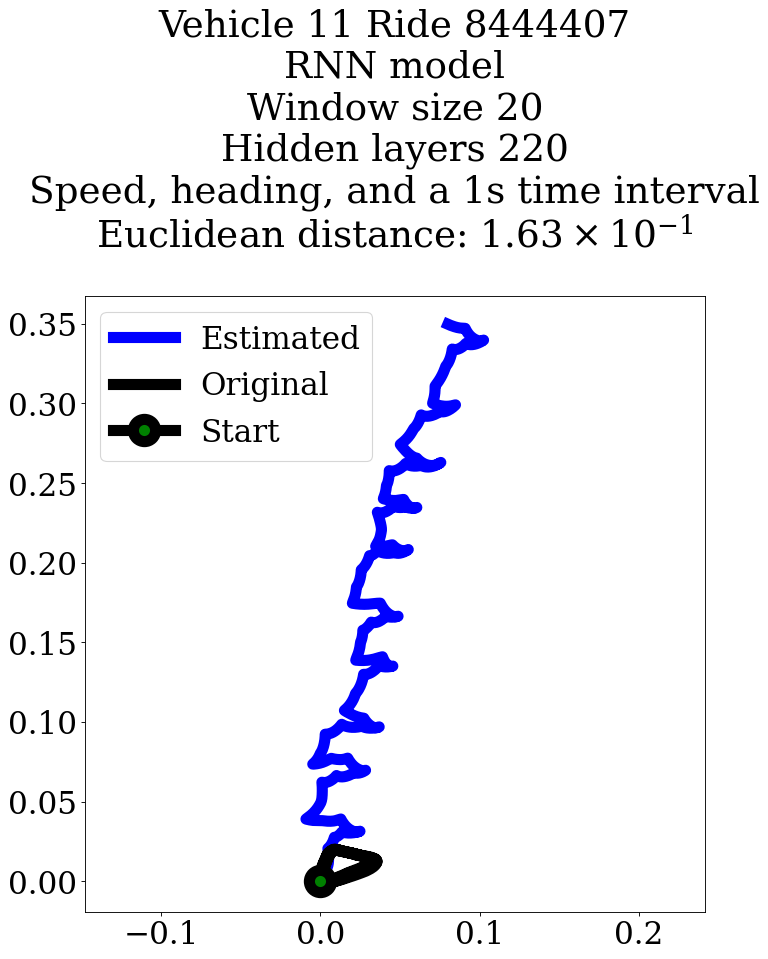 Vehicle 11 Ride 8444407
RNN model
Window size 20
Hidden layers 220
Speed, heading, and a 1s time interval
Euclidean distance: 1.63 × 10⁻¹
Estimated
Original
Start
0.35
0.30
0.25
0.20
0.15
0.10
0.05
0.00
−0.1
0.0
0.1
0.2